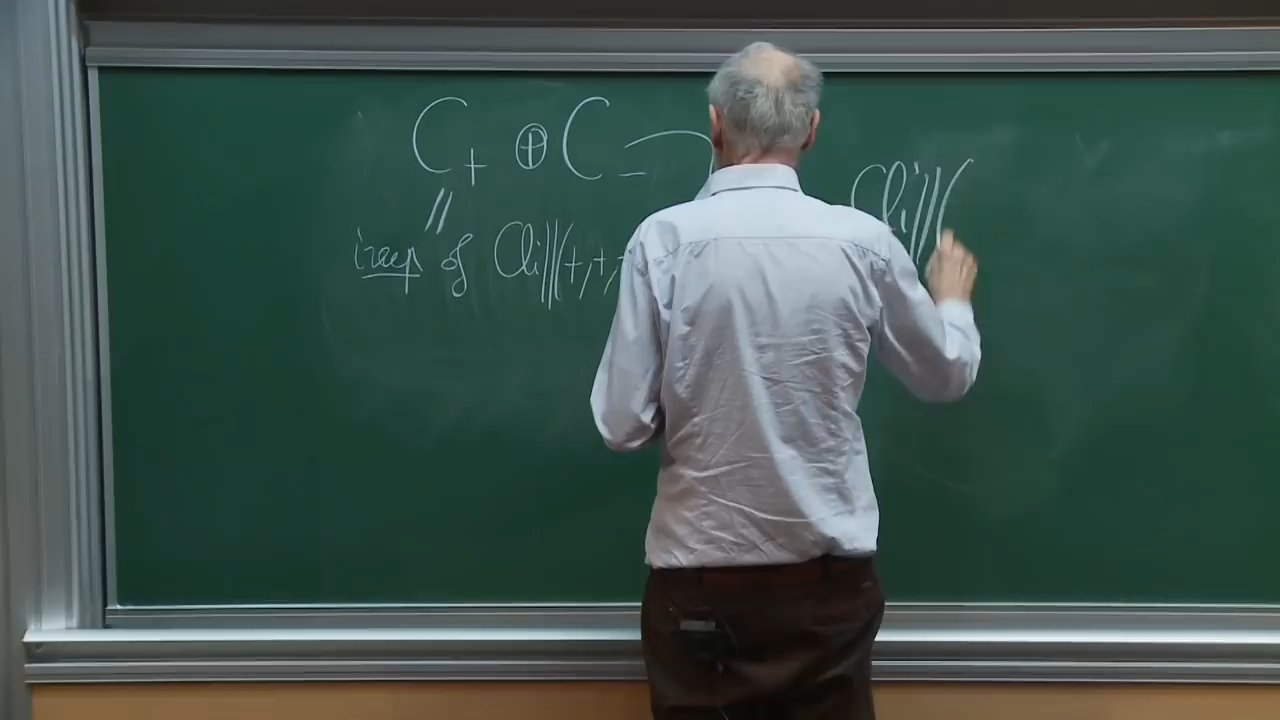 C₊ ⊕ C₋
Cliff(
//
irrep of Cliff(+,+,